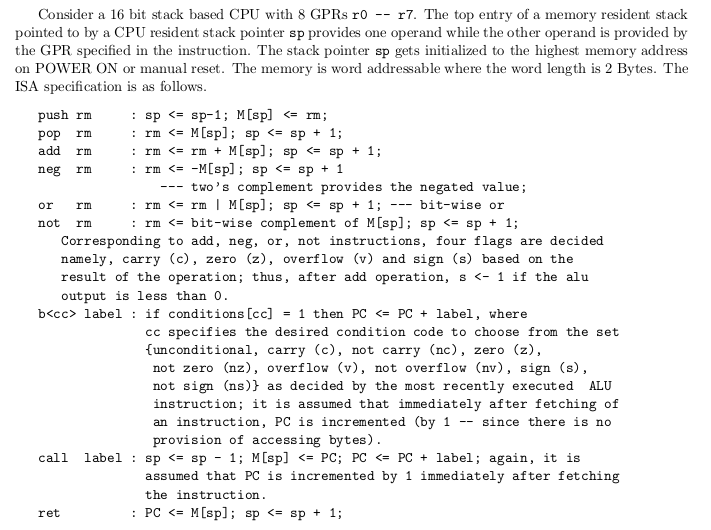 Consider a 16 bit stack based CPU with 8 GPRs r0 -- r7. The top entry of a memory resident stack
pointed to by a CPU resident stack pointer sp provides one operand while the other operand is provided by
the GPR specified in the instruction. The stack pointer sp gets initialized to the highest memory address
on POWER ON or manual reset. The memory is word addressable where the word length is 2 Bytes. The
ISA specification is as follows.
push rm : sp <= sp-1; M[sp] <= rm;
pop rm : rm <= M[sp]; sp <= sp + 1;
add rm : rm <= rm + M[sp]; sp <= sp + 1;
neg rm : rm <= -M[sp]; sp <= sp + 1
--- two's complement provides the negated value;
or rm : rm <= rm | M[sp]; sp <= sp + 1; --- bit-wise or
not rm : rm <= bit-wise complement of M[sp]; sp <= sp + 1;
Corresponding to add, neg, or, not instructions, four flags are decided
namely, carry (c), zero (z), overflow (v) and sign (s) based on the
result of the operation; thus, after add operation, s <- 1 if the alu
output is less than 0.
b<cc> label : if conditions[cc] = 1 then PC <= PC + label, where
cc specifies the desired condition code to choose from the set
{unconditional, carry (c), not carry (nc), zero (z),
not zero (nz), overflow (v), not overflow (nv), sign (s),
not sign (ns)} as decided by the most recently executed ALU
instruction; it is assumed that immediately after fetching of
an instruction, PC is incremented (by 1 -- since there is no
provision of accessing bytes).
call label : sp <= sp - 1; M[sp] <= PC; PC <= PC + label; again, it is
assumed that PC is incremented by 1 immediately after fetching
the instruction.
ret : PC <= M[sp]; sp <= sp + 1;